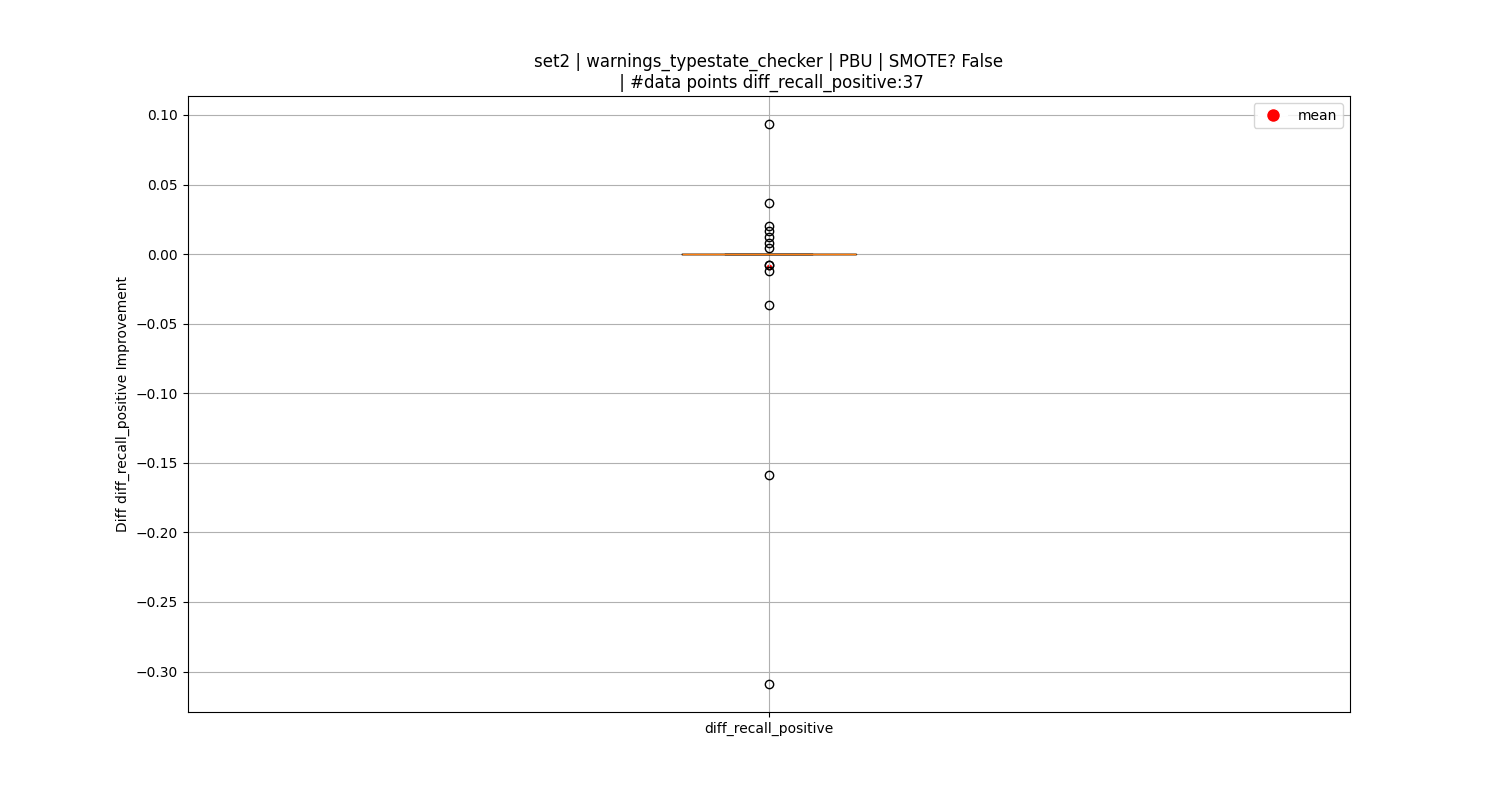 set2 | warnings_typestate_checker | PBU | SMOTE? False
| #data points diff_recall_positive:37
mean
0.10
0.05
0.00
−0.05
−0.10
−0.15
−0.20
−0.25
−0.30
Diff diff_recall_positive Improvement
diff_recall_positive